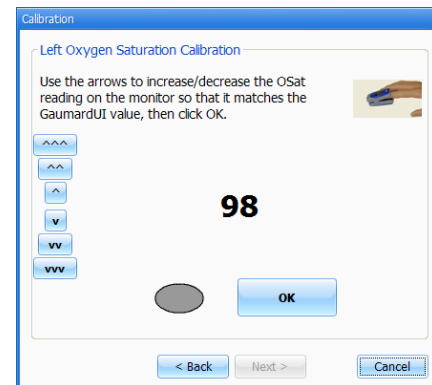 Calibration
Left Oxygen Saturation Calibration
Use the arrows to increase/decrease the OSat
reading on the monitor so that it matches the
GaumardUI value, then click OK.
^^^
^^
^
v
vv
vvv
98
OK
< Back Next > Cancel